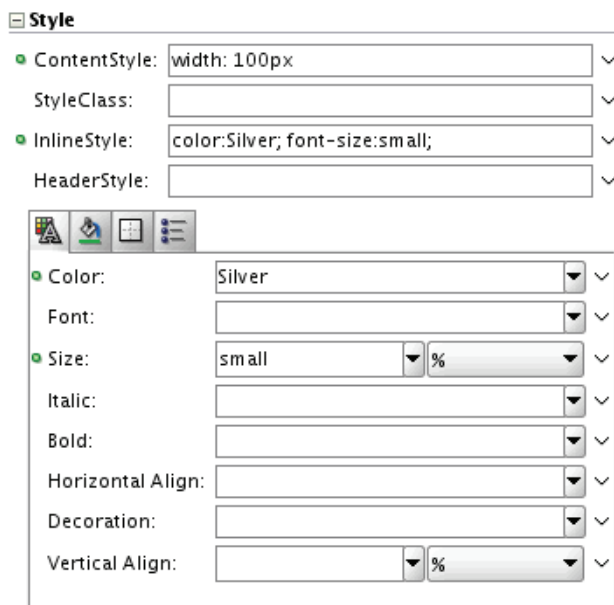 Style
ContentStyle: width: 100px
StyleClass:
InlineStyle: color:Silver; font-size:small;
HeaderStyle:
Color: Silver
Font:
Size: small %
Italic:
Bold:
Horizontal Align:
Decoration:
Vertical Align: %